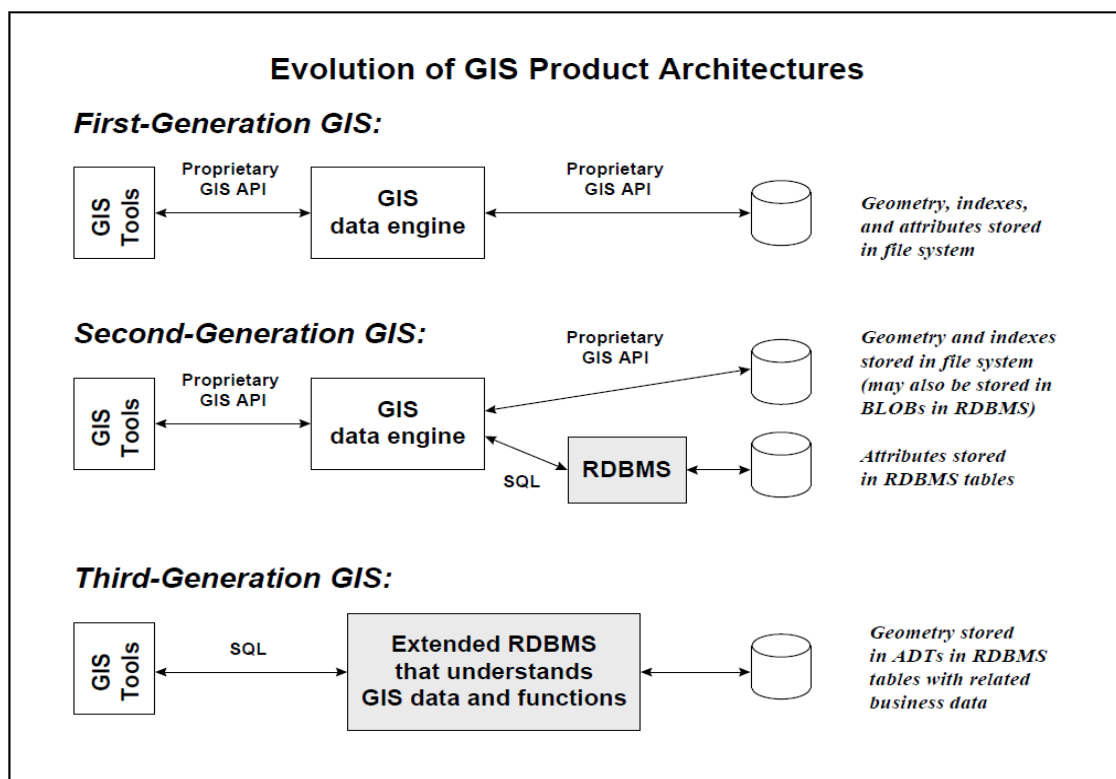 Evolution of GIS Product Architectures
First-Generation GIS:
GIS
Tools
Proprietary
GIS API
GIS
data engine
Proprietary
GIS API
Geometry, indexes,
and attributes stored
in file system
Second-Generation GIS:
GIS
Tools
Proprietary
GIS API
GIS
data engine
Proprietary
GIS API
Geometry and indexes
stored in file system
(may also be stored in
BLOBs in RDBMS)
SQL
RDBMS
Attributes stored
in RDBMS tables
Third-Generation GIS:
GIS
Tools
SQL
Extended RDBMS
that understands
GIS data and functions
Geometry stored
in ADTs in RDBMS
tables with related
business data